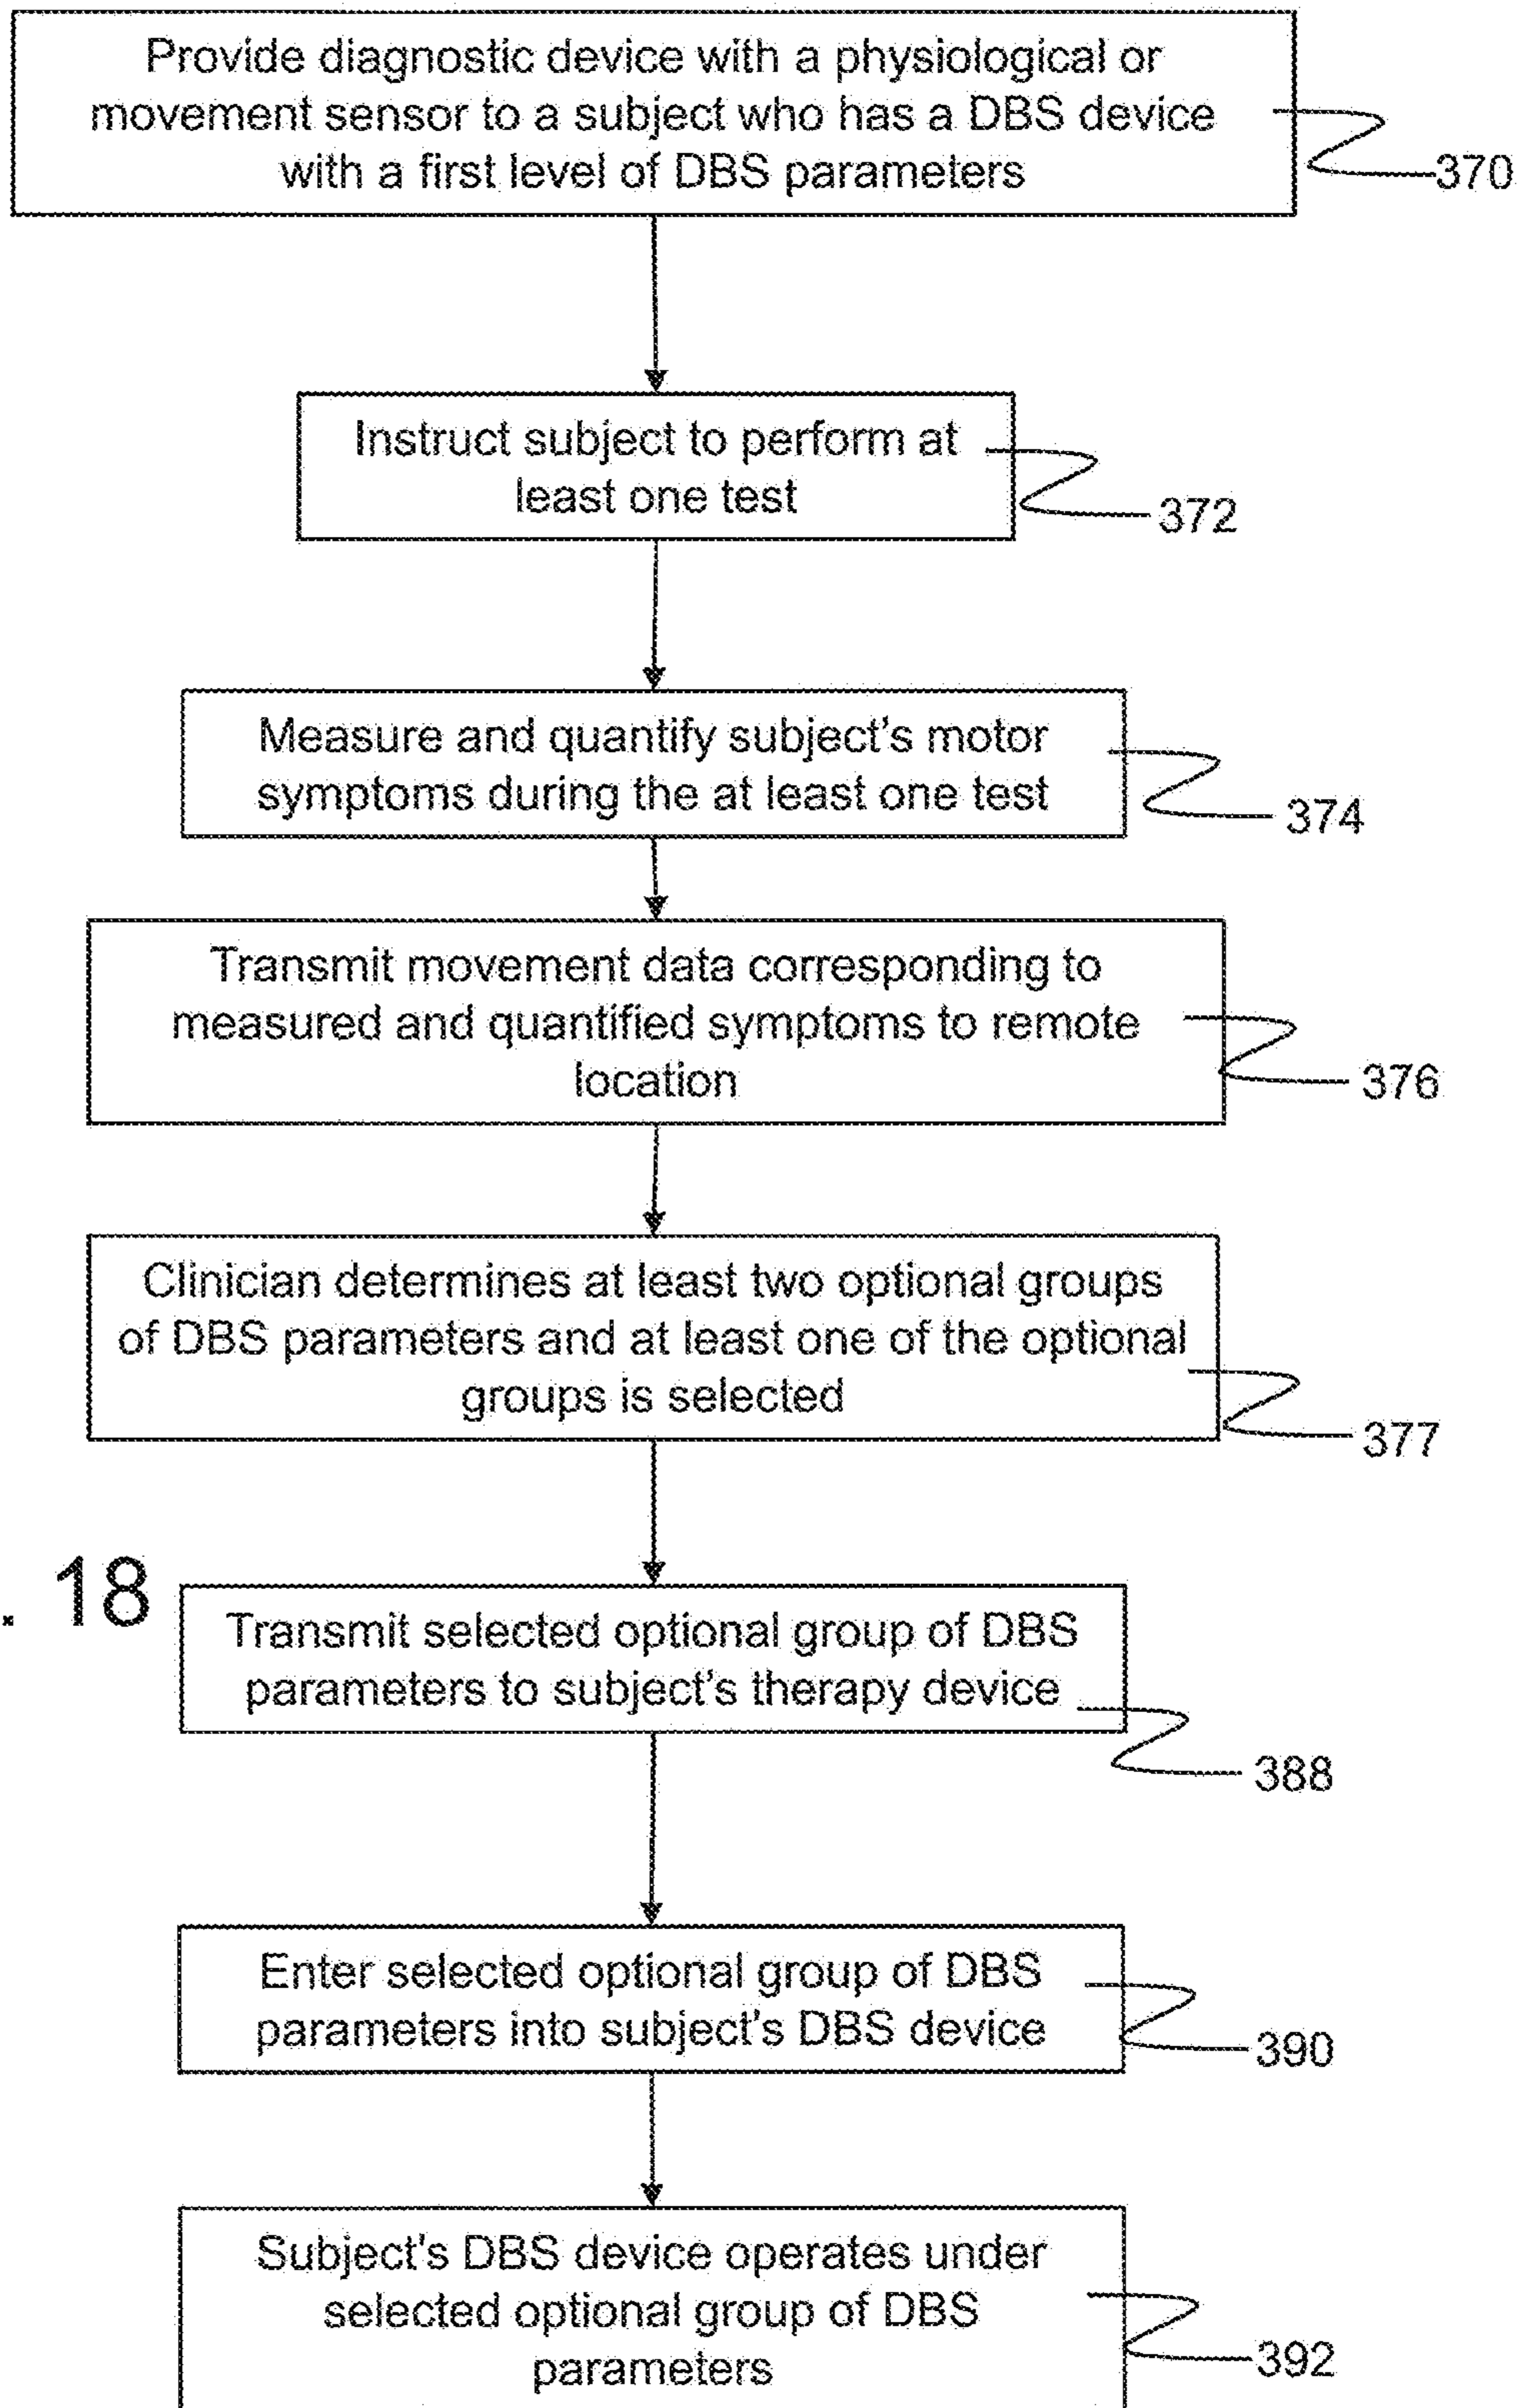 Provide diagnostic device with a physiological or
movement sensor to a subject who has a DBS device
with a first level of DBS parameters
370
Instruct subject to perform at
least one test
372
Measure and quantify subject's motor
symptoms during the at least one test
374
Transmit movement data corresponding to
measured and quantified symptoms to remote
location
376
Clinician determines at least two optional groups
of DBS parameters and at least one of the optional
groups is selected
377
. 18
Transmit selected optional group of DBS
parameters to subject's therapy device
388
Enter selected optional group of DBS
parameters into subject's DBS device
390
Subject's DBS device operates under
selected optional group of DBS
parameters
392